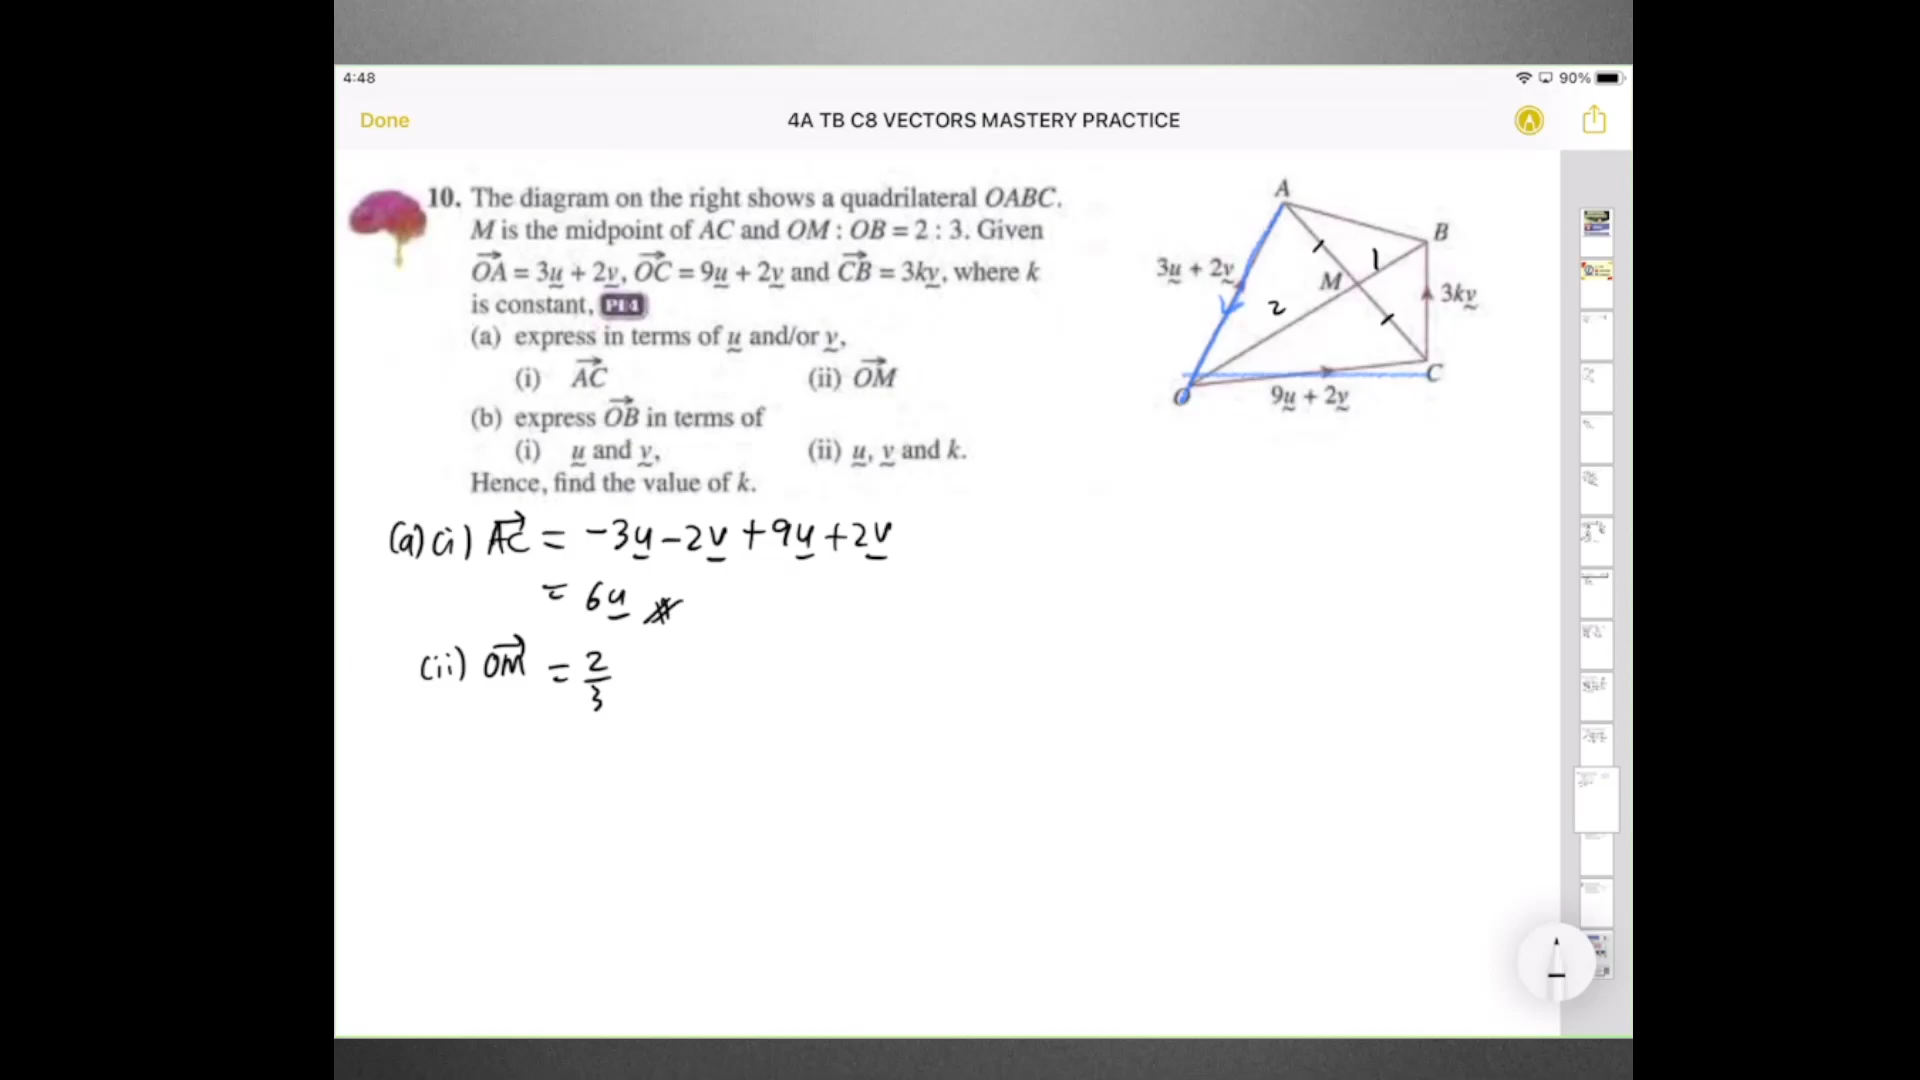 4:48
90%
Done
4A TB C8 VECTORS MASTERY PRACTICE
10. The diagram on the right shows a quadrilateral OABC.
M is the midpoint of AC and OM : OB = 2 : 3. Given
OA = 3u + 2v, OC = 9u + 2v and CB = 3kv, where k
is constant, PL4
(a) express in terms of u and/or v,
(i) AC (ii) OM
(b) express OB in terms of
(i) u and v, (ii) u, v and k.
Hence, find the value of k.
A
B
3u + 2v
M
1
2
3kv
O
C
9u + 2v
(a)(i) AC = -3u - 2v + 9u + 2v
= 6u
(ii) OM = 2/3